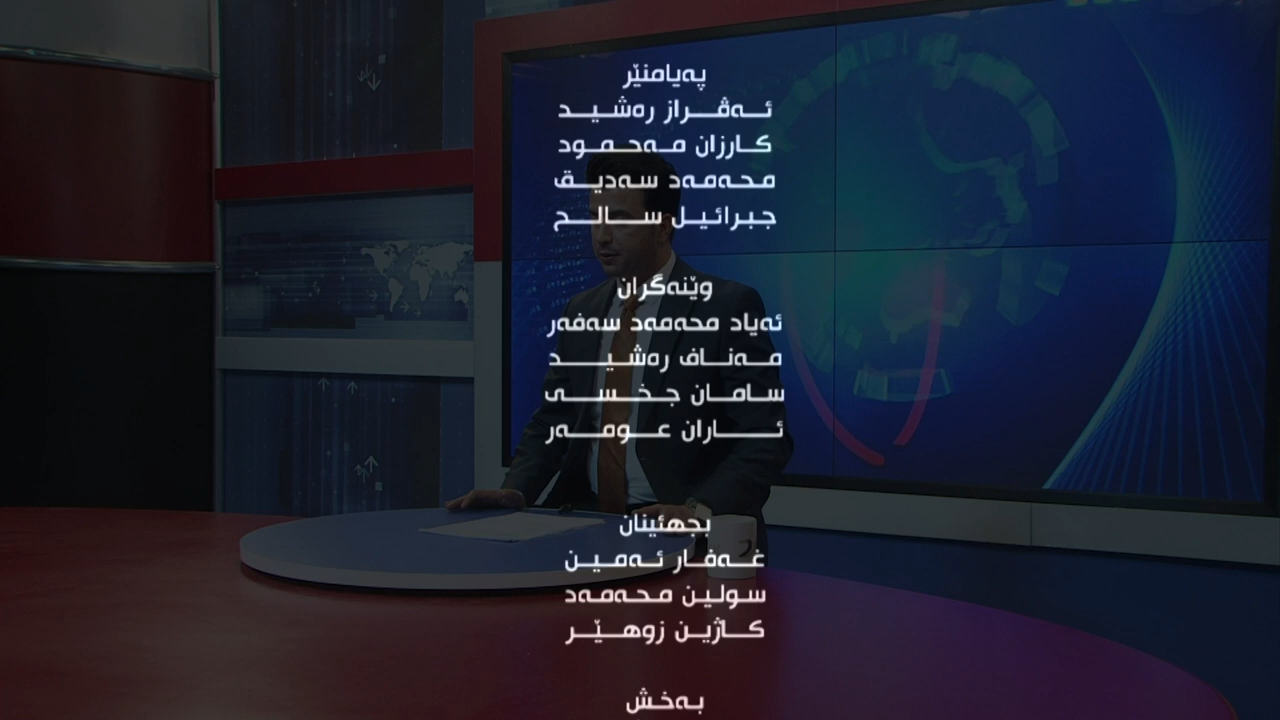 پەیامنێر
ئەڤراز رەشید
کارزان مەحمود
محەمەد سەدیق
جبرائیل سالح
وێنەگران
ئەیاد محەمەد سەفەر
مەناف رەشید
سامان جخسی
ئاران عومەر
بجهئینان
غەفار ئەمین
سولین محەمەد
کاژین زوهێر
بەخش